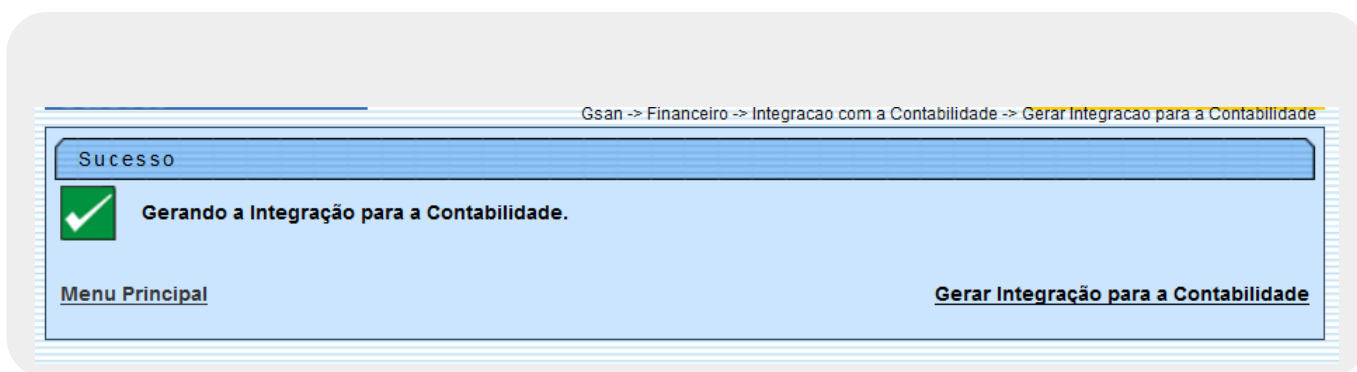 Gsan -> Financeiro -> Integracao com a Contabilidade -> Gerar Integracao para a Contabilidade
Sucesso
Gerando a Integração para a Contabilidade.
Menu Principal
Gerar Integração para a Contabilidade